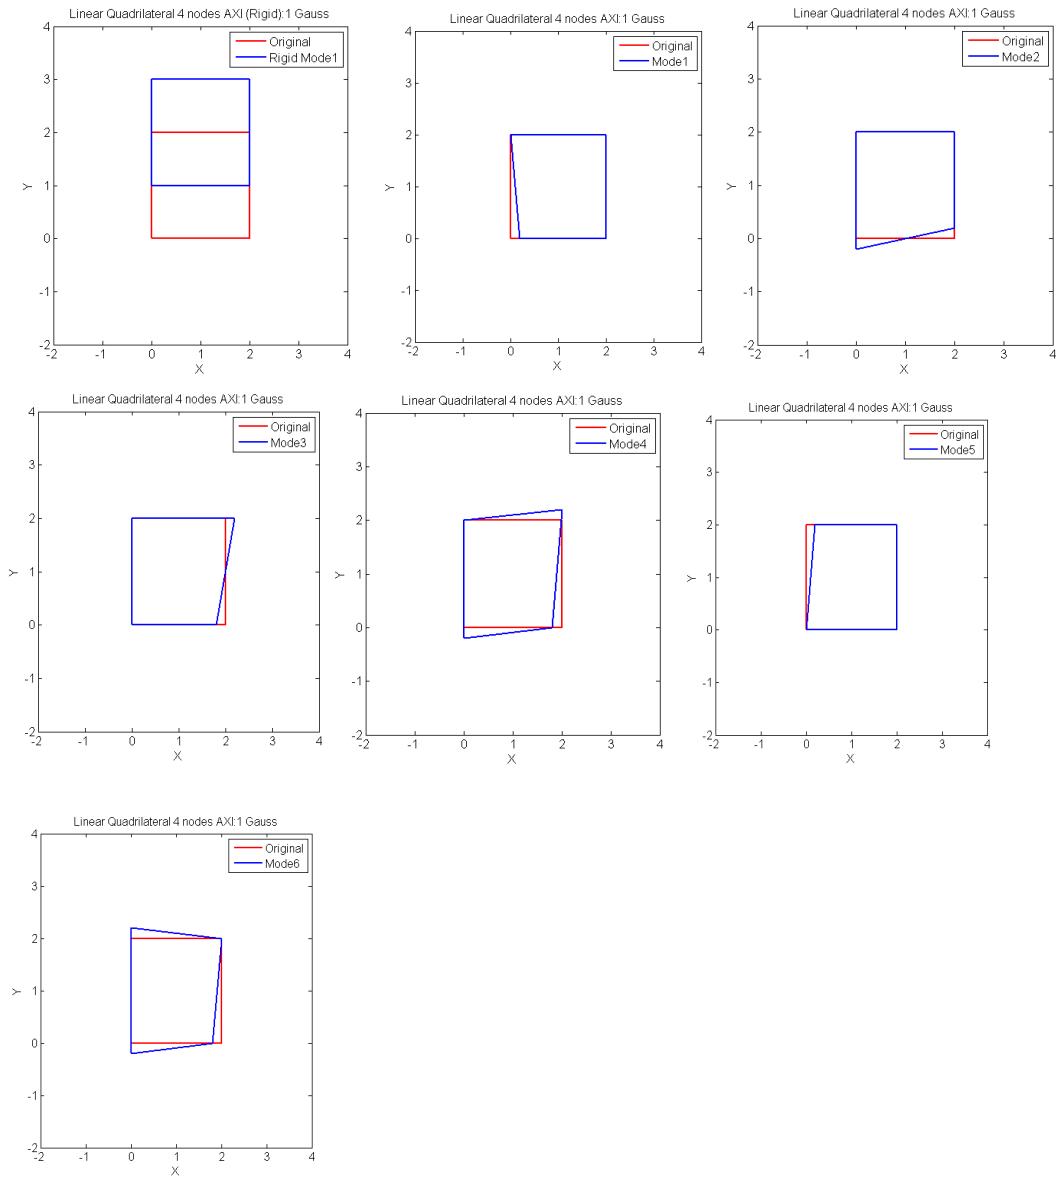 Linear Quadrilateral 4 nodes AXI (Rigid):1 Gauss
Original
Rigid Mode1
4
3
2
1
0
-1
-2
Y
-2 -1 0 1 2 3 4
X
Linear Quadrilateral 4 nodes AXI:1 Gauss
Original
Mode1
4
3
2
1
0
-1
-2
Y
-2 -1 0 1 2 3 4
X
Linear Quadrilateral 4 nodes AXI:1 Gauss
Original
Mode2
4
3
2
1
0
-1
-2
Y
-2 -1 0 1 2 3 4
X
Linear Quadrilateral 4 nodes AXI:1 Gauss
Original
Mode3
4
3
2
1
0
-1
-2
Y
-2 -1 0 1 2 3 4
X
Linear Quadrilateral 4 nodes AXI:1 Gauss
Original
Mode4
4
3
2
1
0
-1
-2
Y
-2 -1 0 1 2 3 4
X
Linear Quadrilateral 4 nodes AXI:1 Gauss
Original
Mode5
4
3
2
1
0
-1
-2
Y
-2 -1 0 1 2 3 4
X
Linear Quadrilateral 4 nodes AXI:1 Gauss
Original
Mode6
4
3
2
1
0
-1
-2
Y
-2 -1 0 1 2 3 4
X